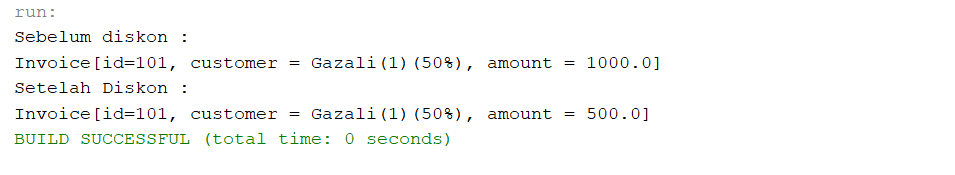 run:
Sebelum diskon :
Invoice[id=101, customer = Gazali(1)(50%), amount = 1000.0]
Setelah Diskon :
Invoice[id=101, customer = Gazali(1)(50%), amount = 500.0]
BUILD SUCCESSFUL (total time: 0 seconds)